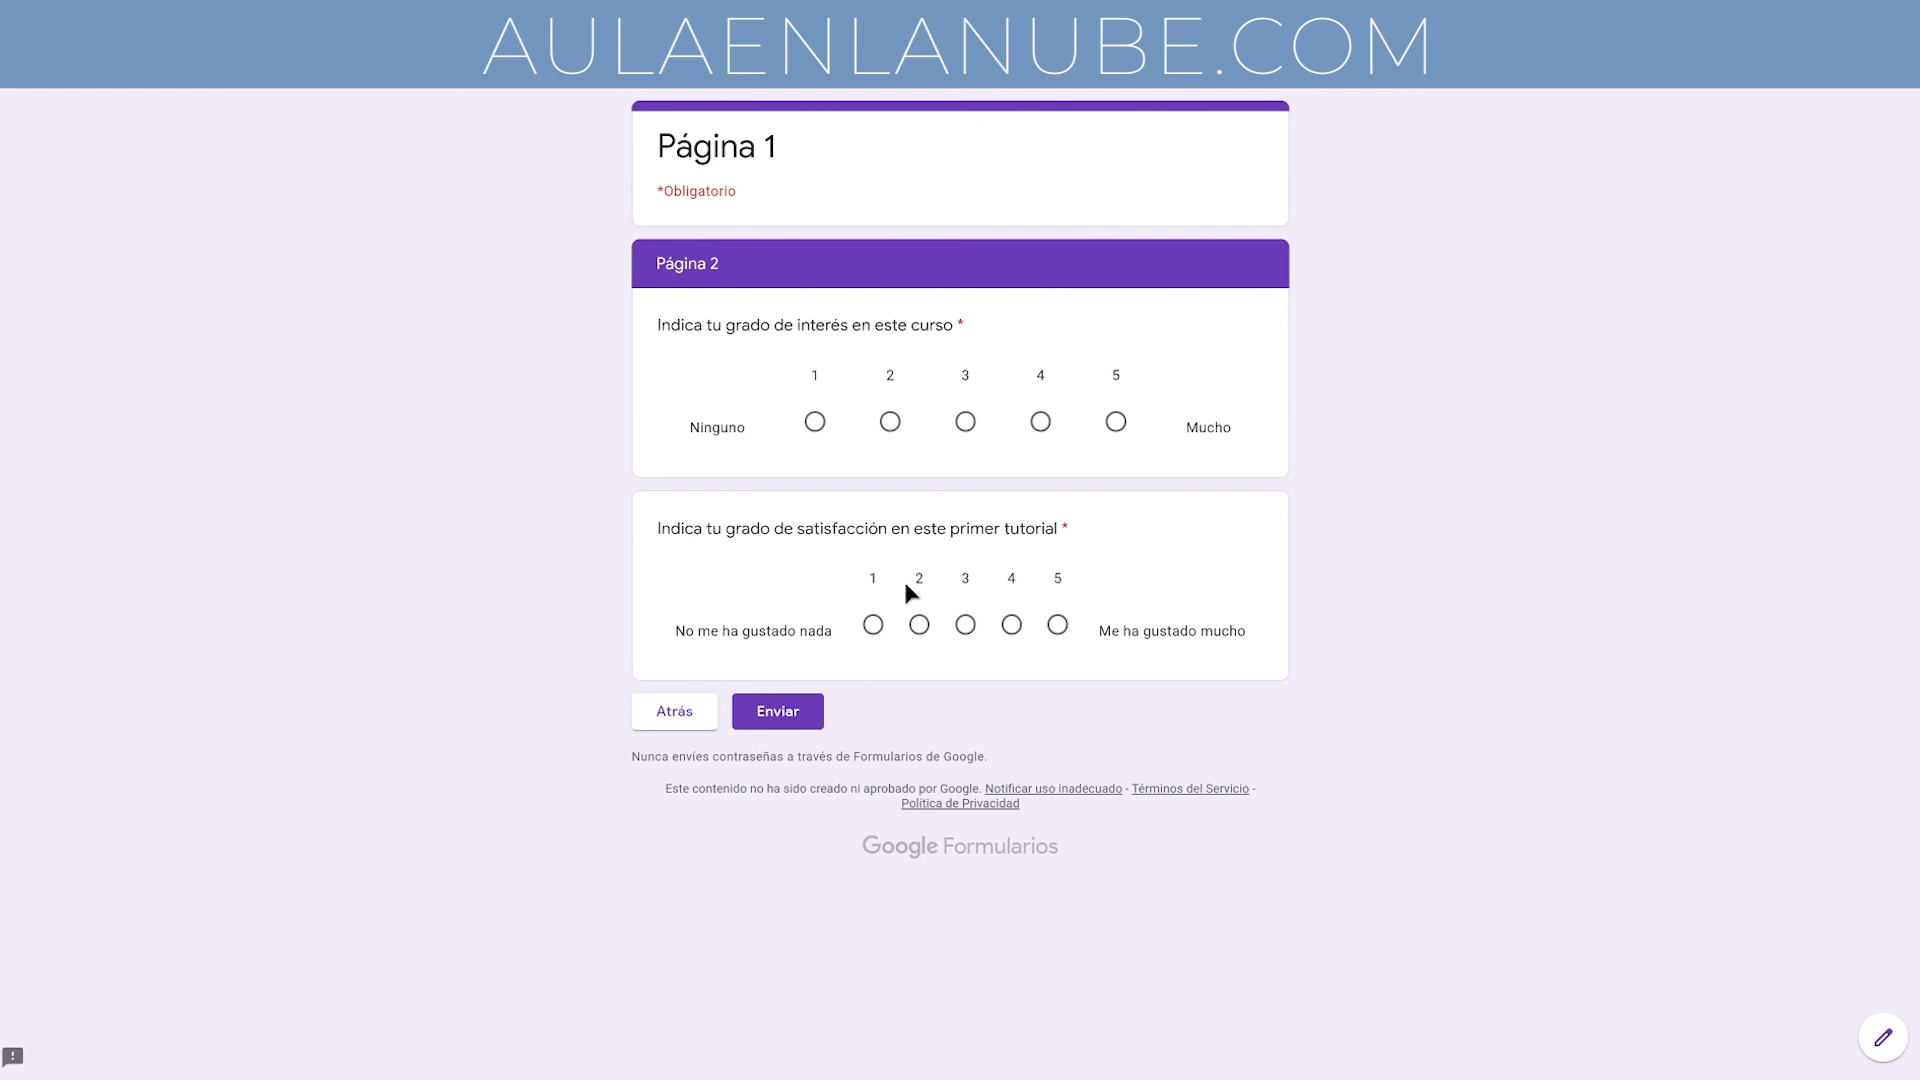 AULAENLANUBE.COM
Página 1
*Obligatorio
Página 2
Indica tu grado de interés en este curso *
1 2 3 4 5
Ninguno Mucho
Indica tu grado de satisfacción en este primer tutorial *
1 2 3 4 5
No me ha gustado nada Me ha gustado mucho
Atrás Enviar
Nunca envíes contraseñas a través de Formularios de Google.
Este contenido no ha sido creado ni aprobado por Google. Notificar uso inadecuado - Términos del Servicio -
Política de Privacidad
Google Formularios